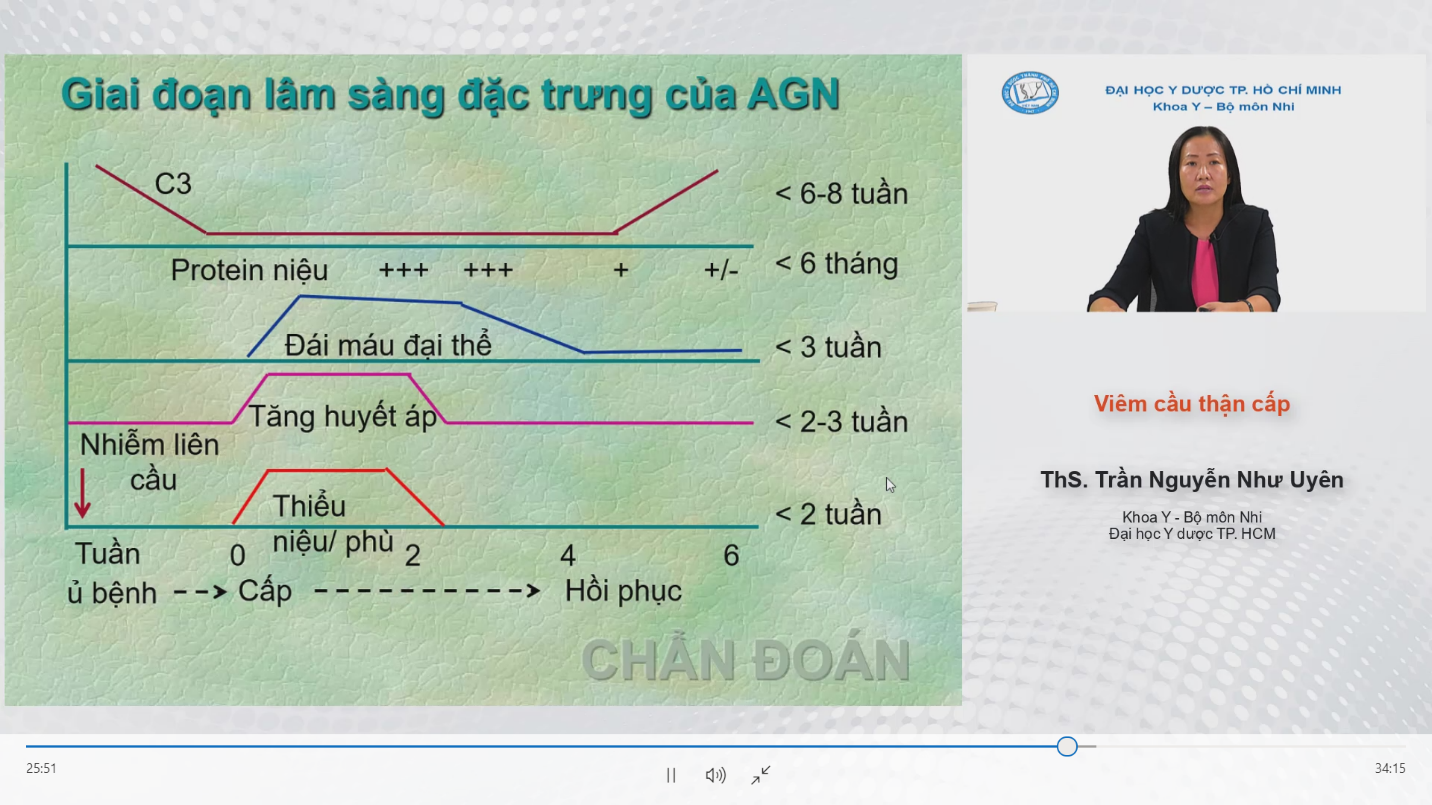 Giai đoạn lâm sàng đặc trưng của AGN
C3
< 6-8 tuần
Protein niệu +++ +++ + +/-
< 6 tháng
Đái máu đại thể
< 3 tuần
Tăng huyết áp
< 2-3 tuần
Nhiễm liên
cầu
Thiểu
niệu/ phù
< 2 tuần
Tuần 0 2 4 6
ủ bệnh Cấp Hồi phục
CHẨN ĐOÁN
ĐẠI HỌC Y DƯỢC TP. HỒ CHÍ MINH
Khoa Y – Bộ môn Nhi
Viêm cầu thận cấp
ThS. Trần Nguyễn Như Uyên
Khoa Y - Bộ môn Nhi
Đại học Y dược TP. HCM
25:51
34:15